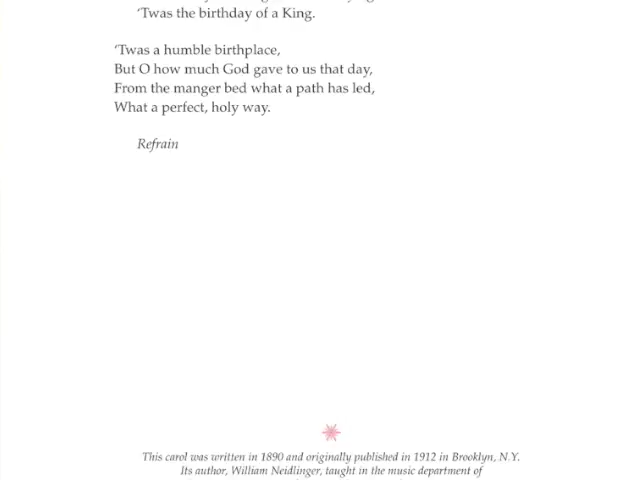 ‘Twas the birthday of a King.
‘Twas a humble birthplace,
But O how much God gave to us that day,
From the manger bed what a path has led,
What a perfect, holy way.
Refrain
This carol was written in 1890 and originally published in 1912 in Brooklyn, N.Y.
Its author, William Neidlinger, taught in the music department of